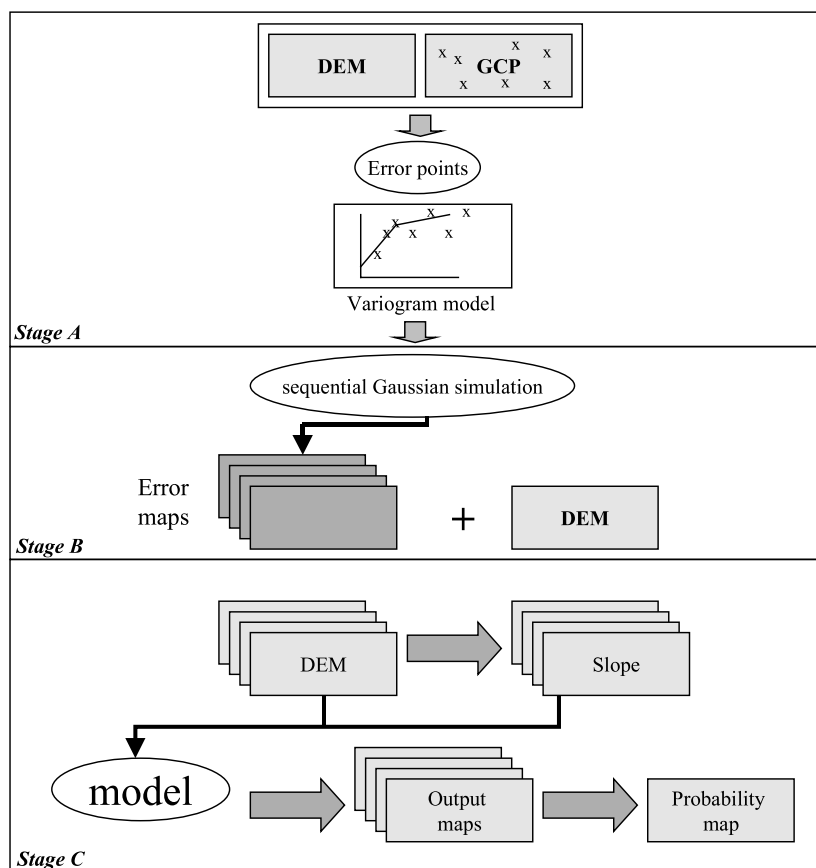 DEM
GCP
x x x x x x x
Error points
x x x x x x x
Variogram model
Stage A
sequential Gaussian simulation
Error
maps
+
DEM
Stage B
DEM
Slope
model
Output
maps
Probability
map
Stage C